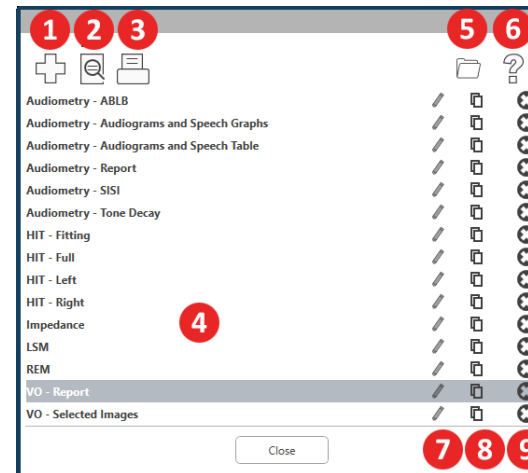 1 2 3 5 6
?
Audiometry - ABLB
Audiometry - Audiograms and Speech Graphs
Audiometry - Audiograms and Speech Table
Audiometry - Report
Audiometry - SISI
Audiometry - Tone Decay
HIT - Fitting
HIT - Full
HIT - Left
HIT - Right
Impedance 4
LSM
REM
VO - Report
VO - Selected Images
Close 7 8 9